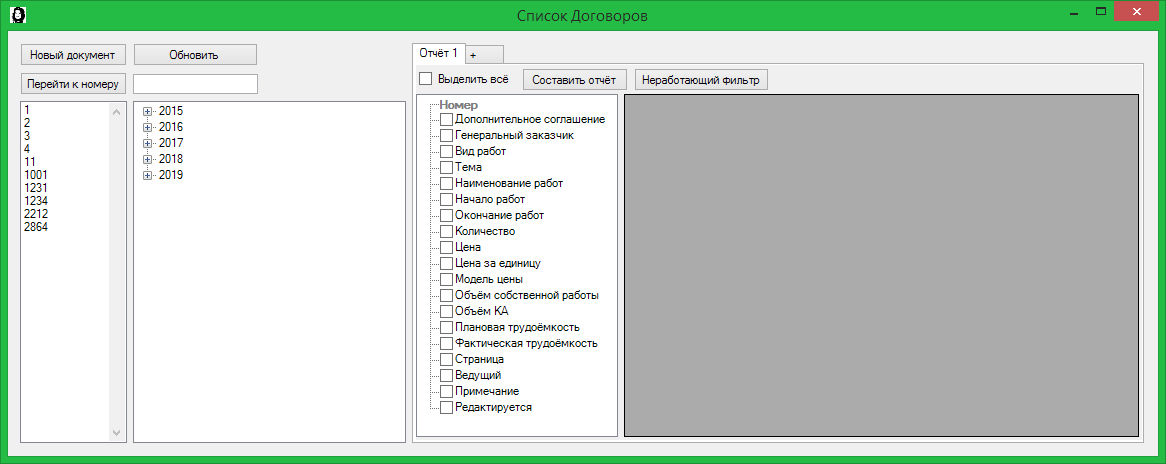 Список Договоров
Новый документ
Обновить
Перейти к номеру
1
2
3
4
11
1001
1231
1234
2212
2864
2015
2016
2017
2018
2019
Отчёт 1
+
Выделить всё
Составить отчёт
Неработающий фильтр
Номер
Дополнительное соглашение
Генеральный заказчик
Вид работ
Тема
Наименование работ
Начало работ
Окончание работ
Количество
Цена
Цена за единицу
Модель цены
Объём собственной работы
Объём КА
Плановая трудоёмкость
Фактическая трудоёмкость
Страница
Ведущий
Примечание
Редактируется